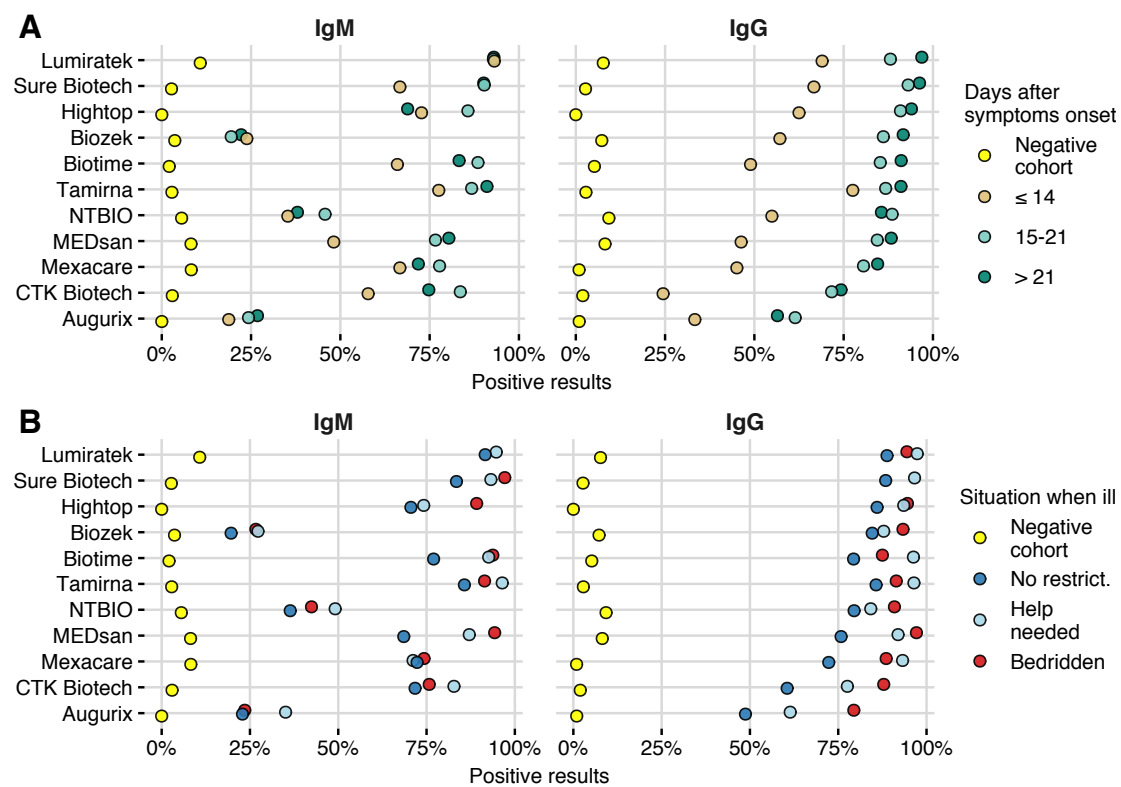 A
IgM
IgG
Lumiratek
Sure Biotech
Hightop
Biozek
Biotime
Tamirna
NTBIO
MEDsan
Mexacare
CTK Biotech
Augurix
0%
25%
50%
75%
100%
0%
25%
50%
75%
100%
Positive results
Days after
symptoms onset
Negative
cohort
≤ 14
15-21
> 21
B
IgM
IgG
Lumiratek
Sure Biotech
Hightop
Biozek
Biotime
Tamirna
NTBIO
MEDsan
Mexacare
CTK Biotech
Augurix
0%
25%
50%
75%
100%
0%
25%
50%
75%
100%
Positive results
Situation when ill
Negative
cohort
No restrict.
Help
needed
Bedridden